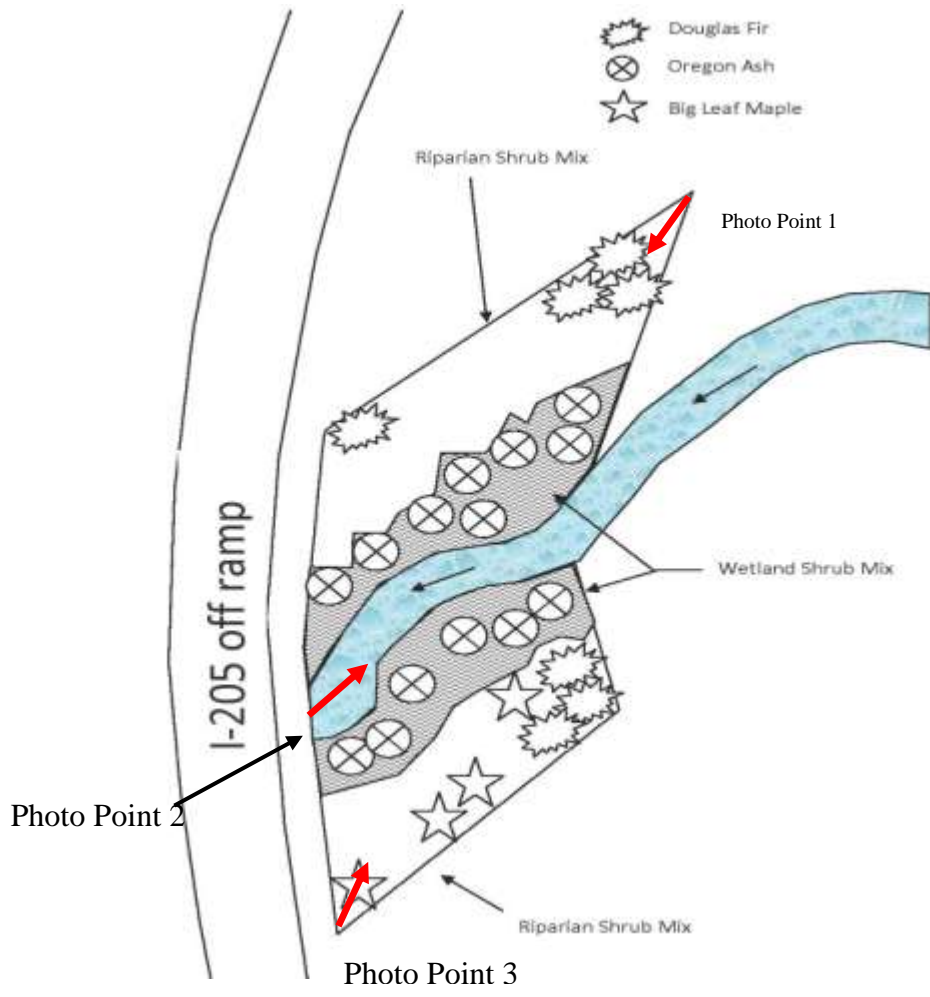 Douglas Fir
Oregon Ash
Big Leaf Maple
Riparian Shrub Mix
Photo Point 1
I-205 off ramp
Wetland Shrub Mix
Photo Point 2
Riparian Shrub Mix
Photo Point 3